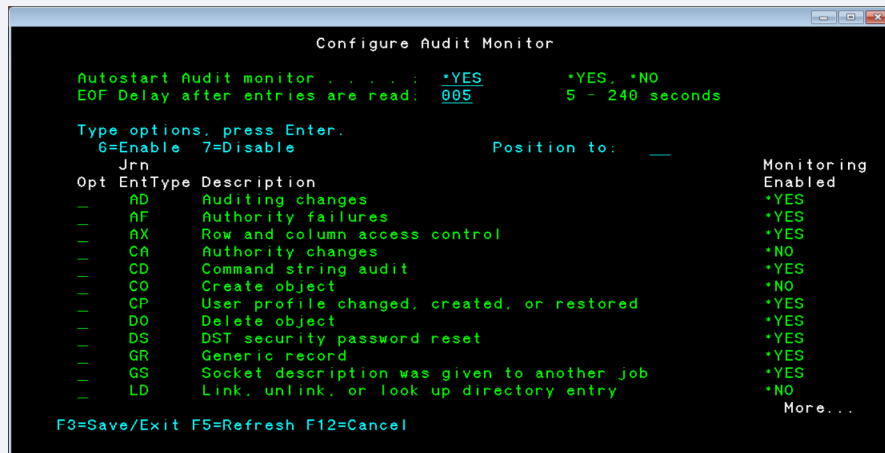 Configure Audit Monitor
Autostart Audit monitor . . . . : *YES *YES, *NO
EOF Delay after entries are read: 005 5 - 240 seconds
Type options, press Enter.
6=Enable 7=Disable Position to: __
Jrn Monitoring
Opt EntType Description Enabled
_ AD Auditing changes *YES
_ AF Authority failures *YES
_ AX Row and column access control *YES
_ CA Authority changes *NO
_ CD Command string audit *YES
_ CO Create object *NO
_ CP User profile changed, created, or restored *YES
_ DO Delete object *YES
_ DS DST security password reset *YES
_ GR Generic record *YES
_ GS Socket description was given to another job *YES
_ LD Link, unlink, or look up directory entry *NO
More...
F3=Save/Exit F5=Refresh F12=Cancel